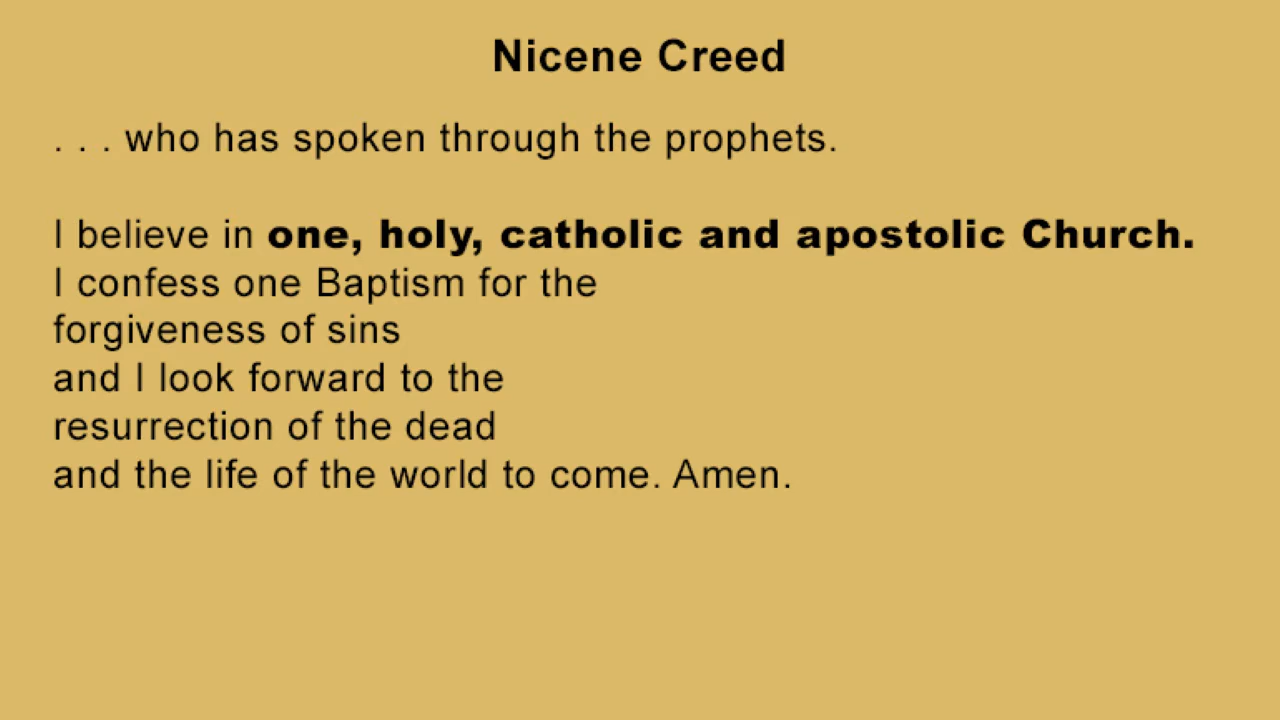 Nicene Creed
. . . who has spoken through the prophets.
I believe in one, holy, catholic and apostolic Church.
I confess one Baptism for the
forgiveness of sins
and I look forward to the
resurrection of the dead
and the life of the world to come. Amen.